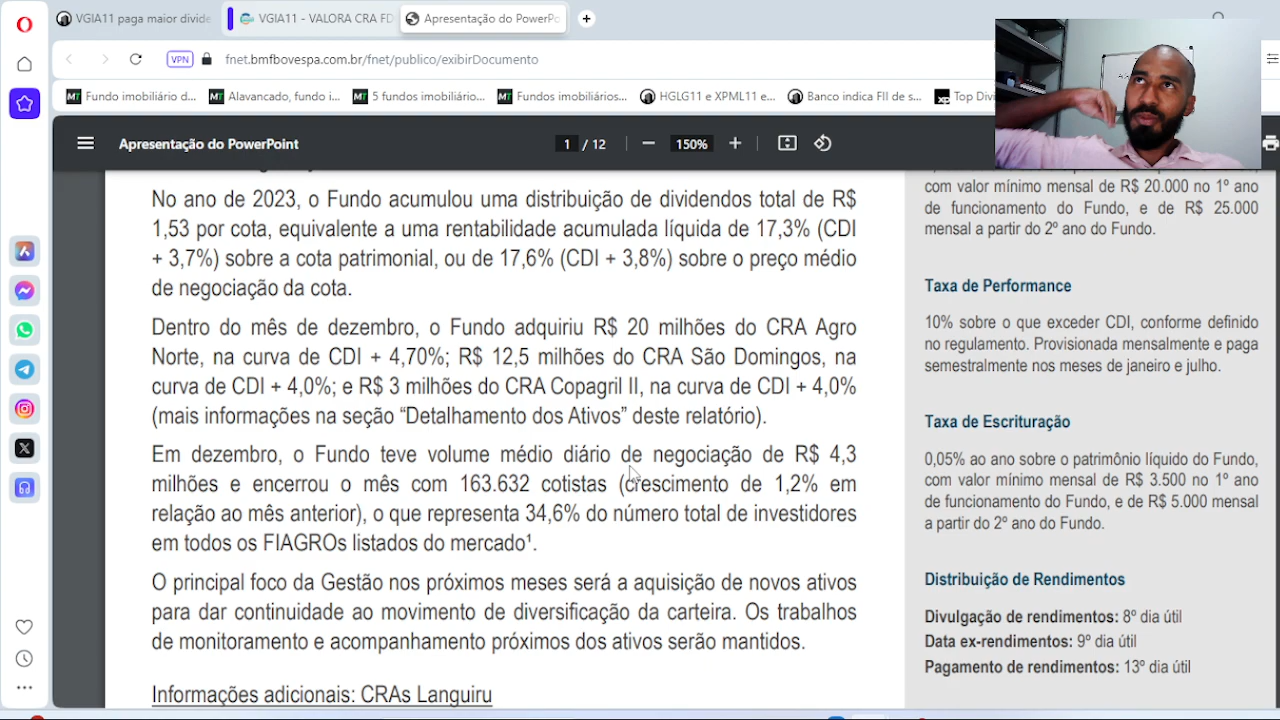 VGIA11 paga maior divide
VGIA11 - VALORA CRA FD
Apresentação do PowerPo
VPN
fnet.bmfbovespa.com.br/fnet/publico/exibirDocumento
Fundo imobiliário d...
Alavancado, fundo i...
5 fundos imobiliário...
Fundos imobiliários...
HGLG11 e XPML11 e...
Banco indica FII de s...
Top Divi
Apresentação do PowerPoint
1 / 12
150%
No ano de 2023, o Fundo acumulou uma distribuição de dividendos total de R$
1,53 por cota, equivalente a uma rentabilidade acumulada líquida de 17,3% (CDI
+ 3,7%) sobre a cota patrimonial, ou de 17,6% (CDI + 3,8%) sobre o preço médio
de negociação da cota.
Dentro do mês de dezembro, o Fundo adquiriu R$ 20 milhões do CRA Agro
Norte, na curva de CDI + 4,70%; R$ 12,5 milhões do CRA São Domingos, na
curva de CDI + 4,0%; e R$ 3 milhões do CRA Copagril II, na curva de CDI + 4,0%
(mais informações na seção “Detalhamento dos Ativos” deste relatório).
Em dezembro, o Fundo teve volume médio diário de negociação de R$ 4,3
milhões e encerrou o mês com 163.632 cotistas (crescimento de 1,2% em
relação ao mês anterior), o que representa 34,6% do número total de investidores
em todos os FIAGROs listados do mercado¹.
O principal foco da Gestão nos próximos meses será a aquisição de novos ativos
para dar continuidade ao movimento de diversificação da carteira. Os trabalhos
de monitoramento e acompanhamento próximos dos ativos serão mantidos.
Informações adicionais: CRAs Languiru
com valor mínimo mensal de R$ 20.000 no 1º ano
de funcionamento do Fundo, e de R$ 25.000
mensal a partir do 2º ano do Fundo.
Taxa de Performance
10% sobre o que exceder CDI, conforme definido
no regulamento. Provisionada mensalmente e paga
semestralmente nos meses de janeiro e julho.
Taxa de Escrituração
0,05% ao ano sobre o patrimônio líquido do Fundo,
com valor mínimo mensal de R$ 3.500 no 1º ano
de funcionamento do Fundo, e de R$ 5.000 mensal
a partir do 2º ano do Fundo.
Distribuição de Rendimentos
Divulgação de rendimentos: 8º dia útil
Data ex-rendimentos: 9º dia útil
Pagamento de rendimentos: 13º dia útil